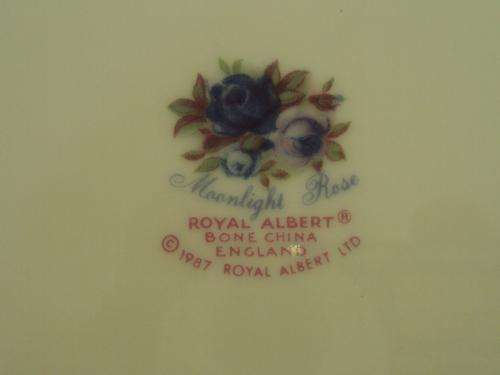 Moonlight Rose
ROYAL ALBERT®
BONE CHINA
ENGLAND
© 1987 ROYAL ALBERT LTD